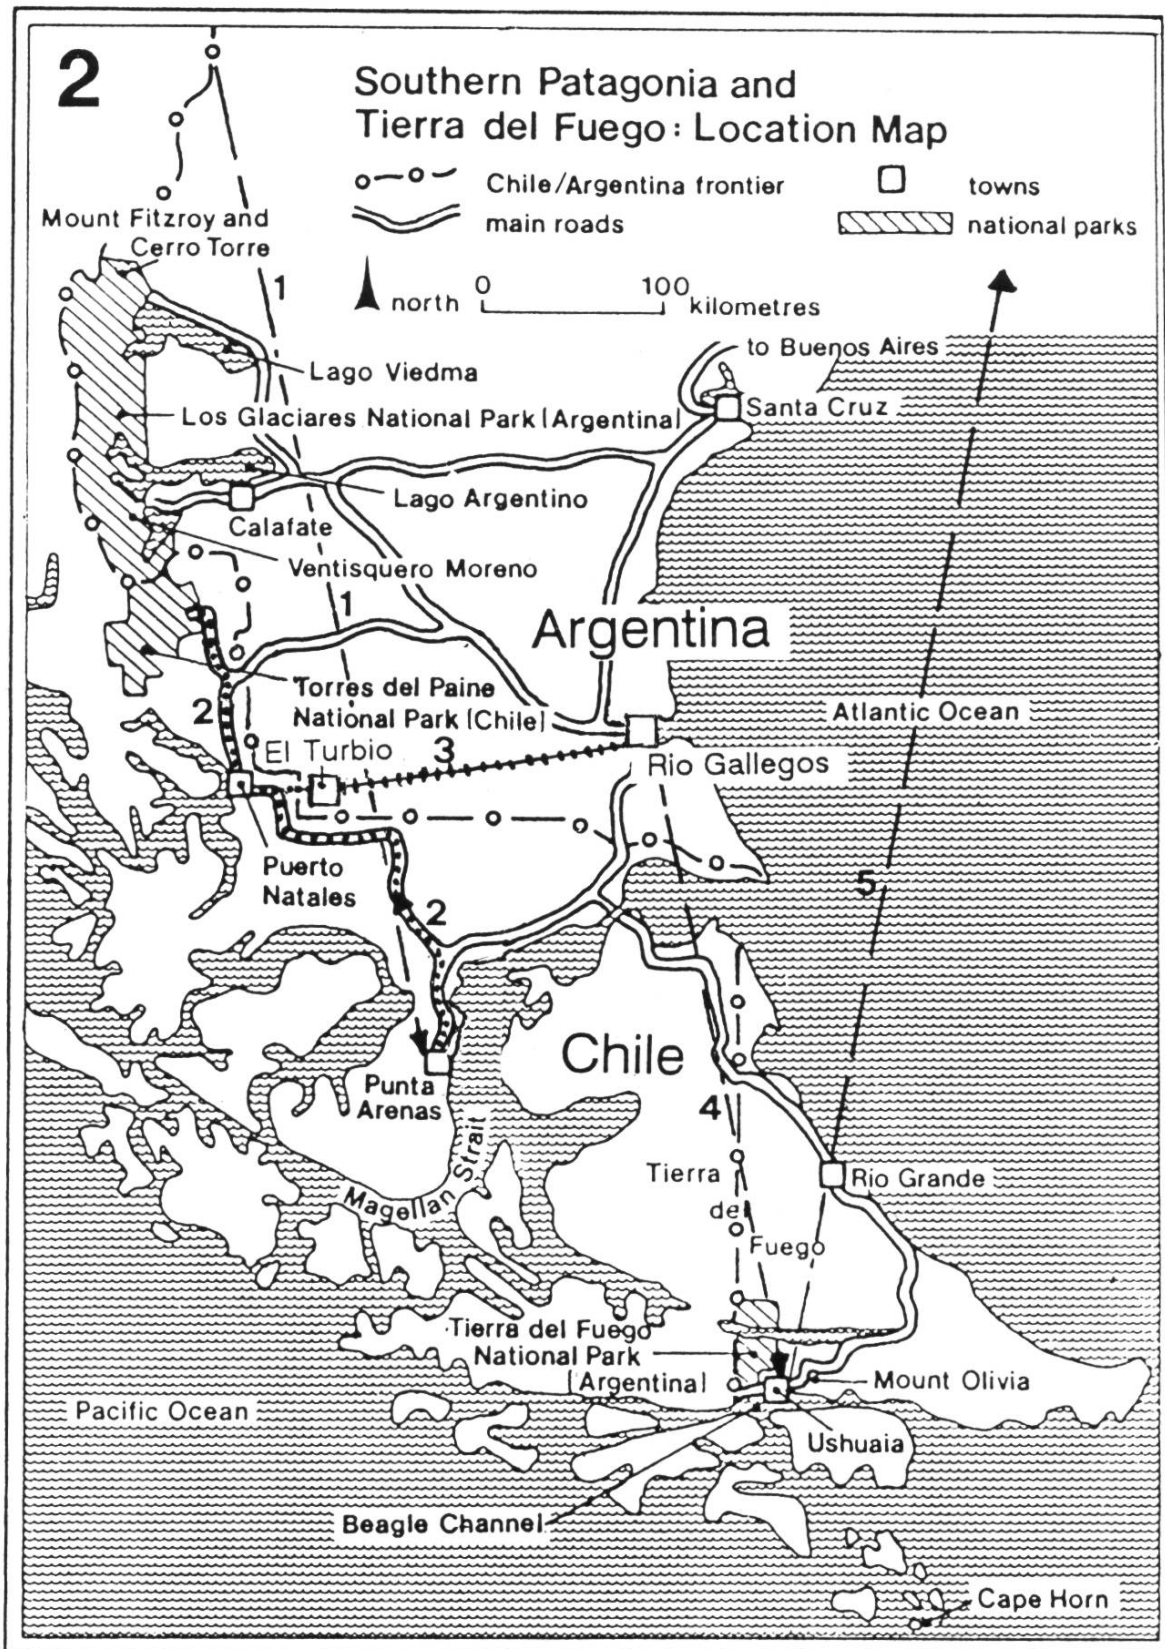 2
Southern Patagonia and
Tierra del Fuego: Location Map
Chile/Argentina frontier
towns
main roads
national parks
north
0
100
kilometres
Mount Fitzroy and
Cerro Torre
1
to Buenos Aires
Lago Viedma
Santa Cruz
Los Glaciares National Park (Argentina)
Lago Argentino
Calafate
Ventisquero Moreno
1
Argentina
Torres del Paine
National Park (Chile)
2
Atlantic Ocean
El Turbio
3
Rio Gallegos
Puerto
Natales
5
2
Chile
Punta
Arenas
4
Magellan Strait
Tierra
del
Fuego
Rio Grande
Tierra del Fuego
National Park
(Argentina)
Mount Olivia
Pacific Ocean
Ushuaia
Beagle Channel
Cape Horn